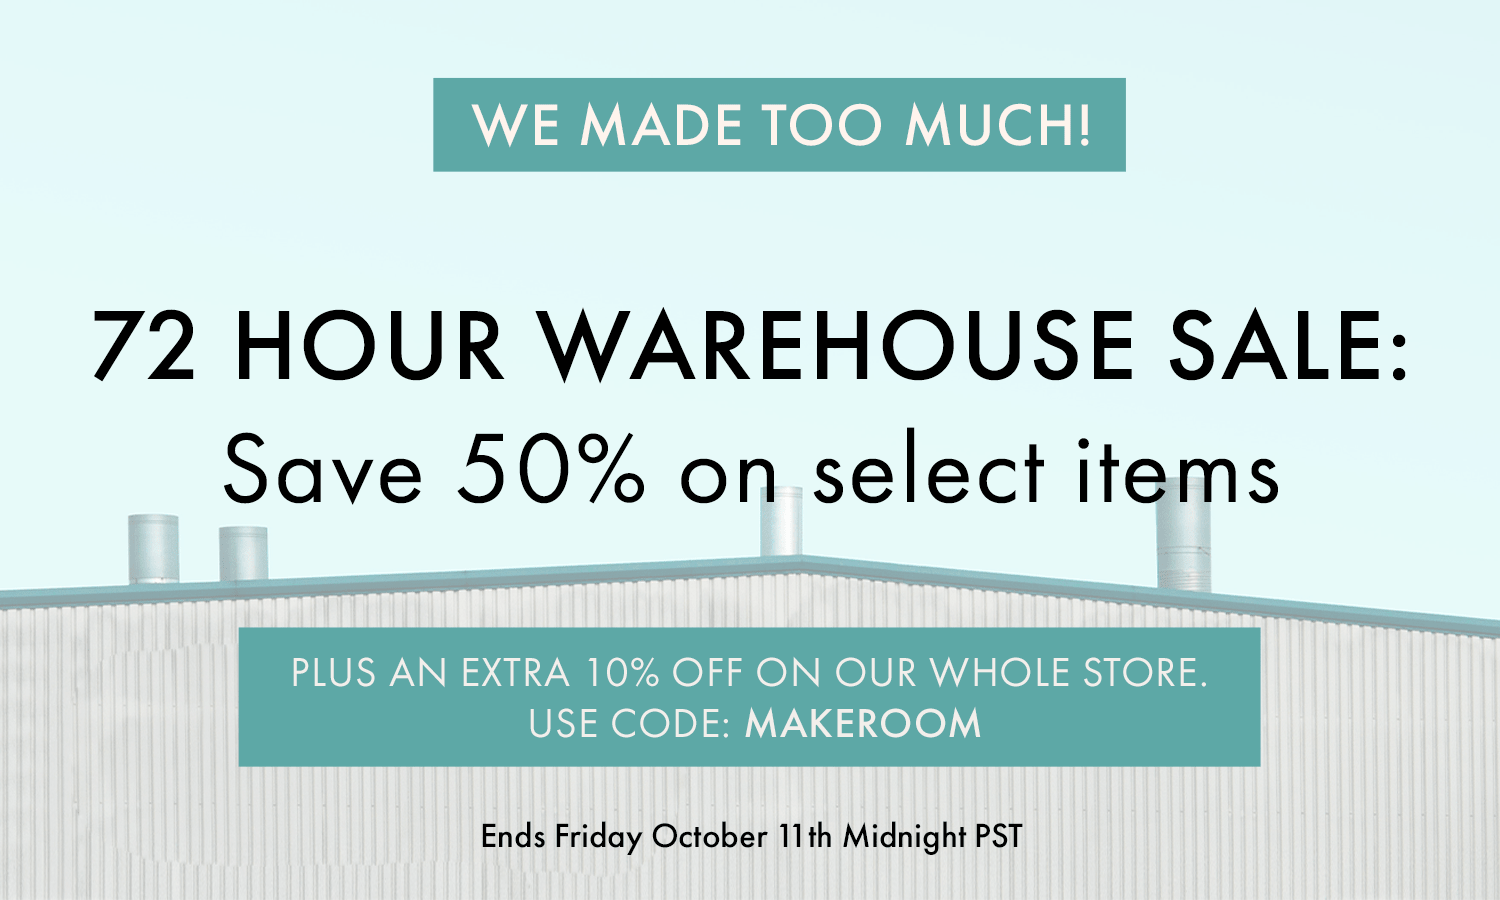 WE MADE TOO MUCH!
72 HOUR WAREHOUSE SALE:
Save 50% on select items
PLUS AN EXTRA 10% OFF ON OUR WHOLE STORE.
USE CODE: MAKEROOM
Ends Friday October 11th Midnight PST